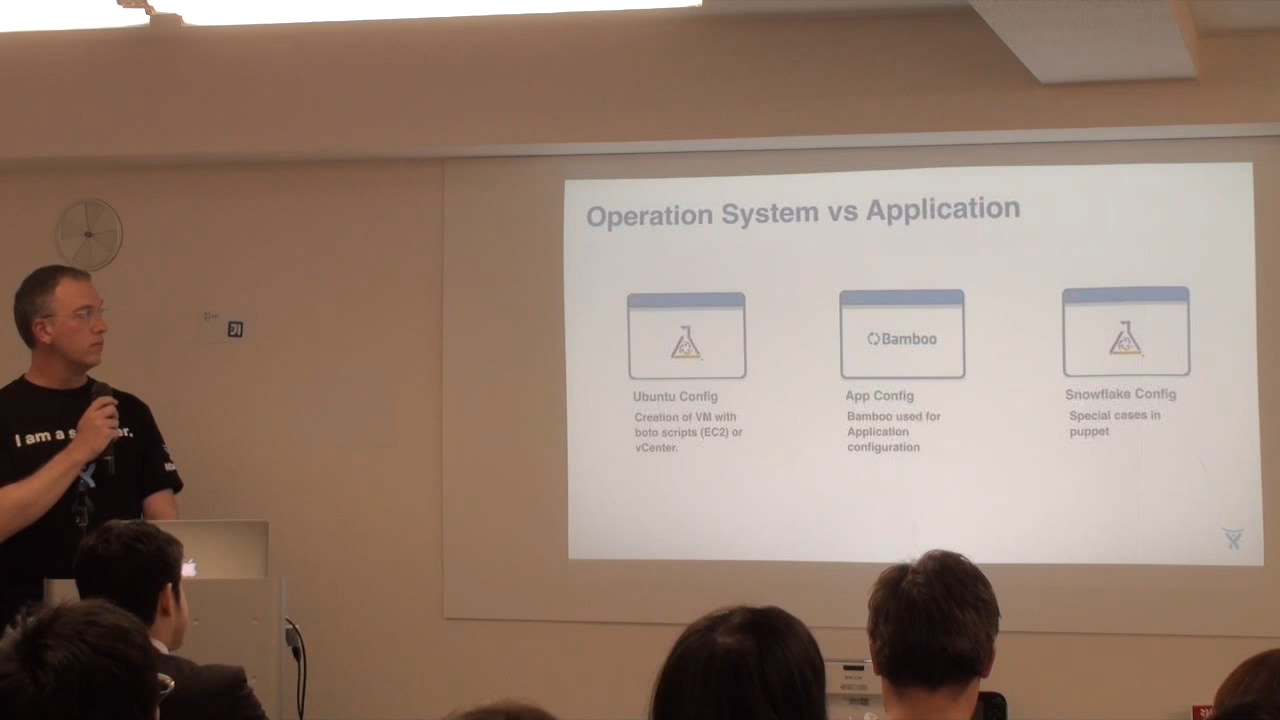 Operation System vs Application
Bamboo
Ubuntu Config
Creation of VM with
boto scripts (EC2) or
vCenter.
App Config
Bamboo used for
Application
configuration
Snowflake Config
Special cases in
puppet
I am a